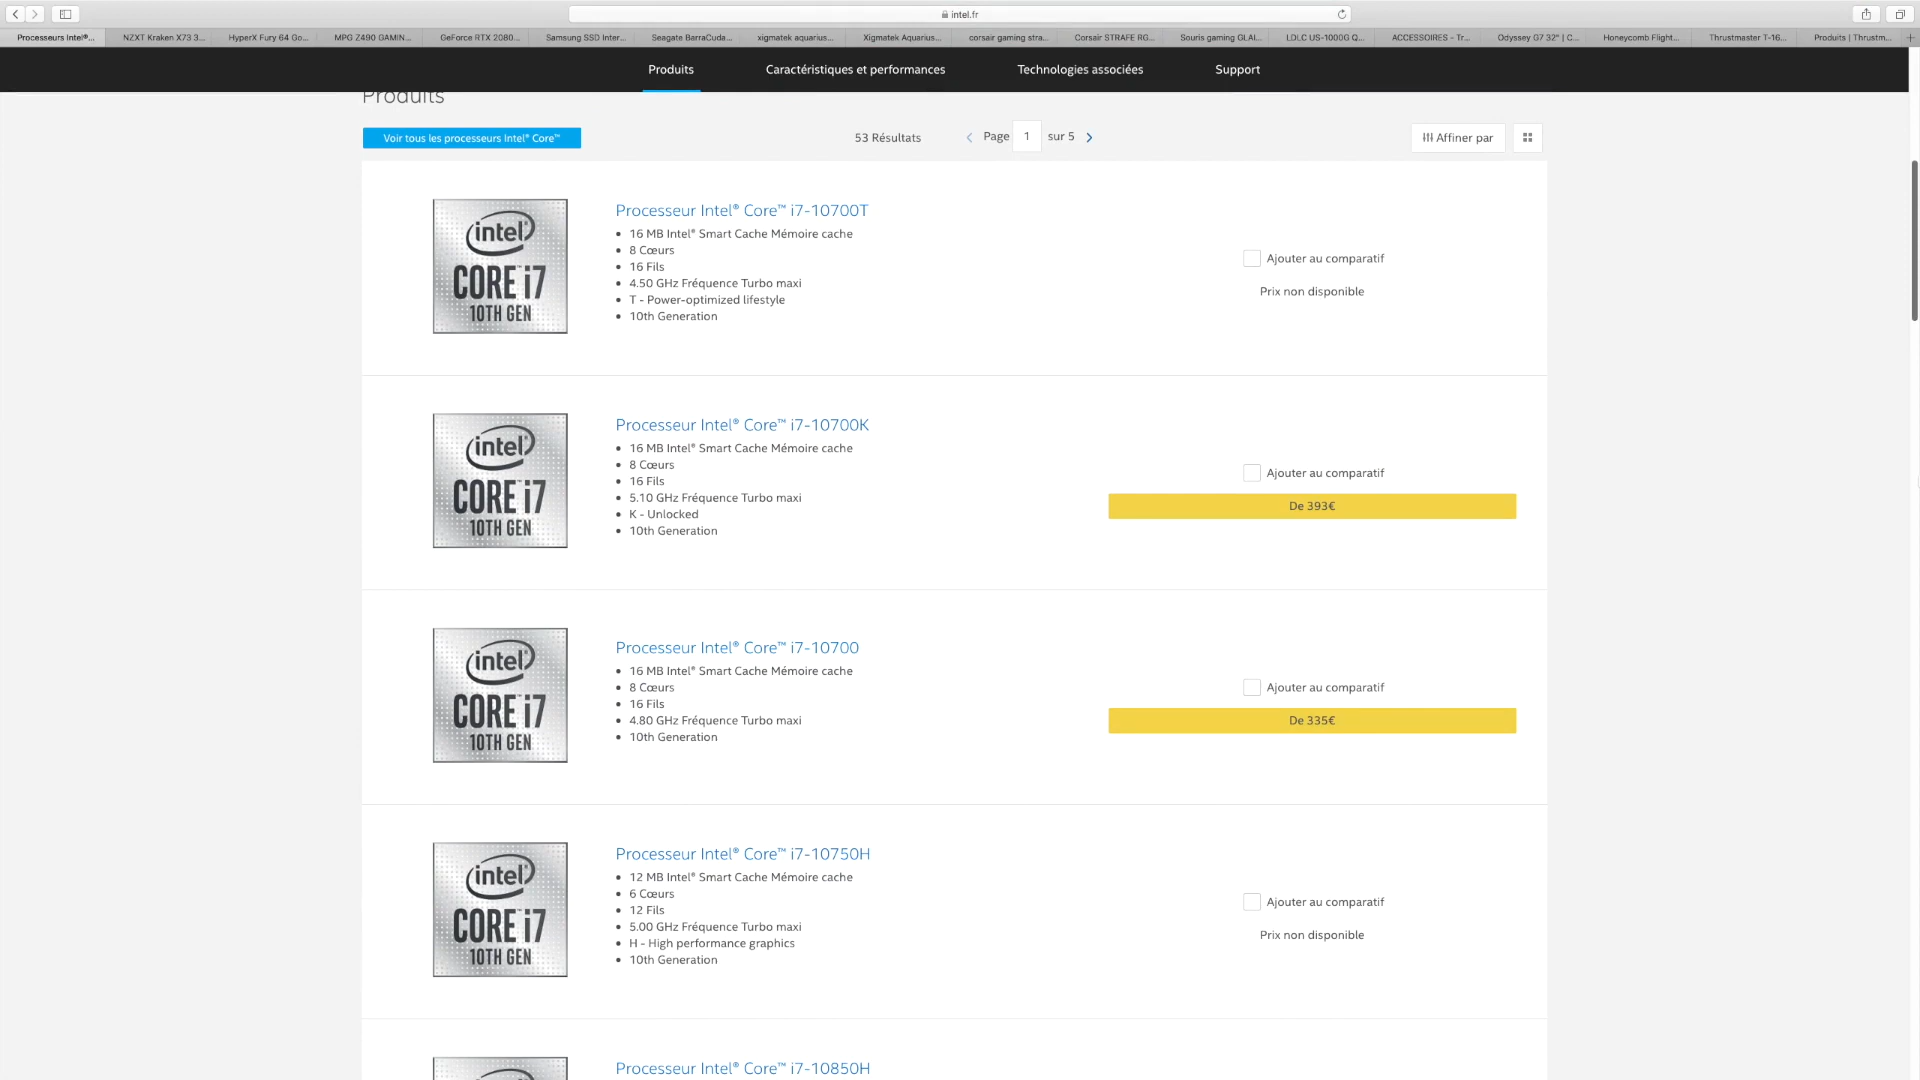 intel.fr
Processeurs Intel®...
NZXT Kraken X73 3...
HyperX Fury 64 Go...
MPG Z490 GAMIN...
GeForce RTX 2080...
Samsung SSD Inter...
Seagate BarraCuda...
xigmatek aquarius...
Xigmatek Aquarius...
corsair gaming stra...
Corsair STRAFE RG...
Souris gaming GLAI...
LDLC US-1000G Q...
ACCESSOIRES – Tr...
Odyssey G7 32" | C...
Honeycomb Flight...
Thrustmaster T-16...
Produits | Thrustm...
Produits
Caractéristiques et performances
Technologies associées
Support
Produits
Voir tous les processeurs Intel® Core™
53 Résultats
Page 1 sur 5
Affiner par
intel®
CORE™ i7
10TH GEN
Processeur Intel® Core™ i7-10700T
16 MB Intel® Smart Cache Mémoire cache
8 Cœurs
16 Fils
4.50 GHz Fréquence Turbo maxi
T - Power-optimized lifestyle
10th Generation
Ajouter au comparatif
Prix non disponible
intel®
CORE™ i7
10TH GEN
Processeur Intel® Core™ i7-10700K
16 MB Intel® Smart Cache Mémoire cache
8 Cœurs
16 Fils
5.10 GHz Fréquence Turbo maxi
K - Unlocked
10th Generation
Ajouter au comparatif
De 393€
intel®
CORE™ i7
10TH GEN
Processeur Intel® Core™ i7-10700
16 MB Intel® Smart Cache Mémoire cache
8 Cœurs
16 Fils
4.80 GHz Fréquence Turbo maxi
10th Generation
Ajouter au comparatif
De 335€
intel®
CORE™ i7
10TH GEN
Processeur Intel® Core™ i7-10750H
12 MB Intel® Smart Cache Mémoire cache
6 Cœurs
12 Fils
5.00 GHz Fréquence Turbo maxi
H - High performance graphics
10th Generation
Ajouter au comparatif
Prix non disponible
Processeur Intel® Core™ i7-10850H